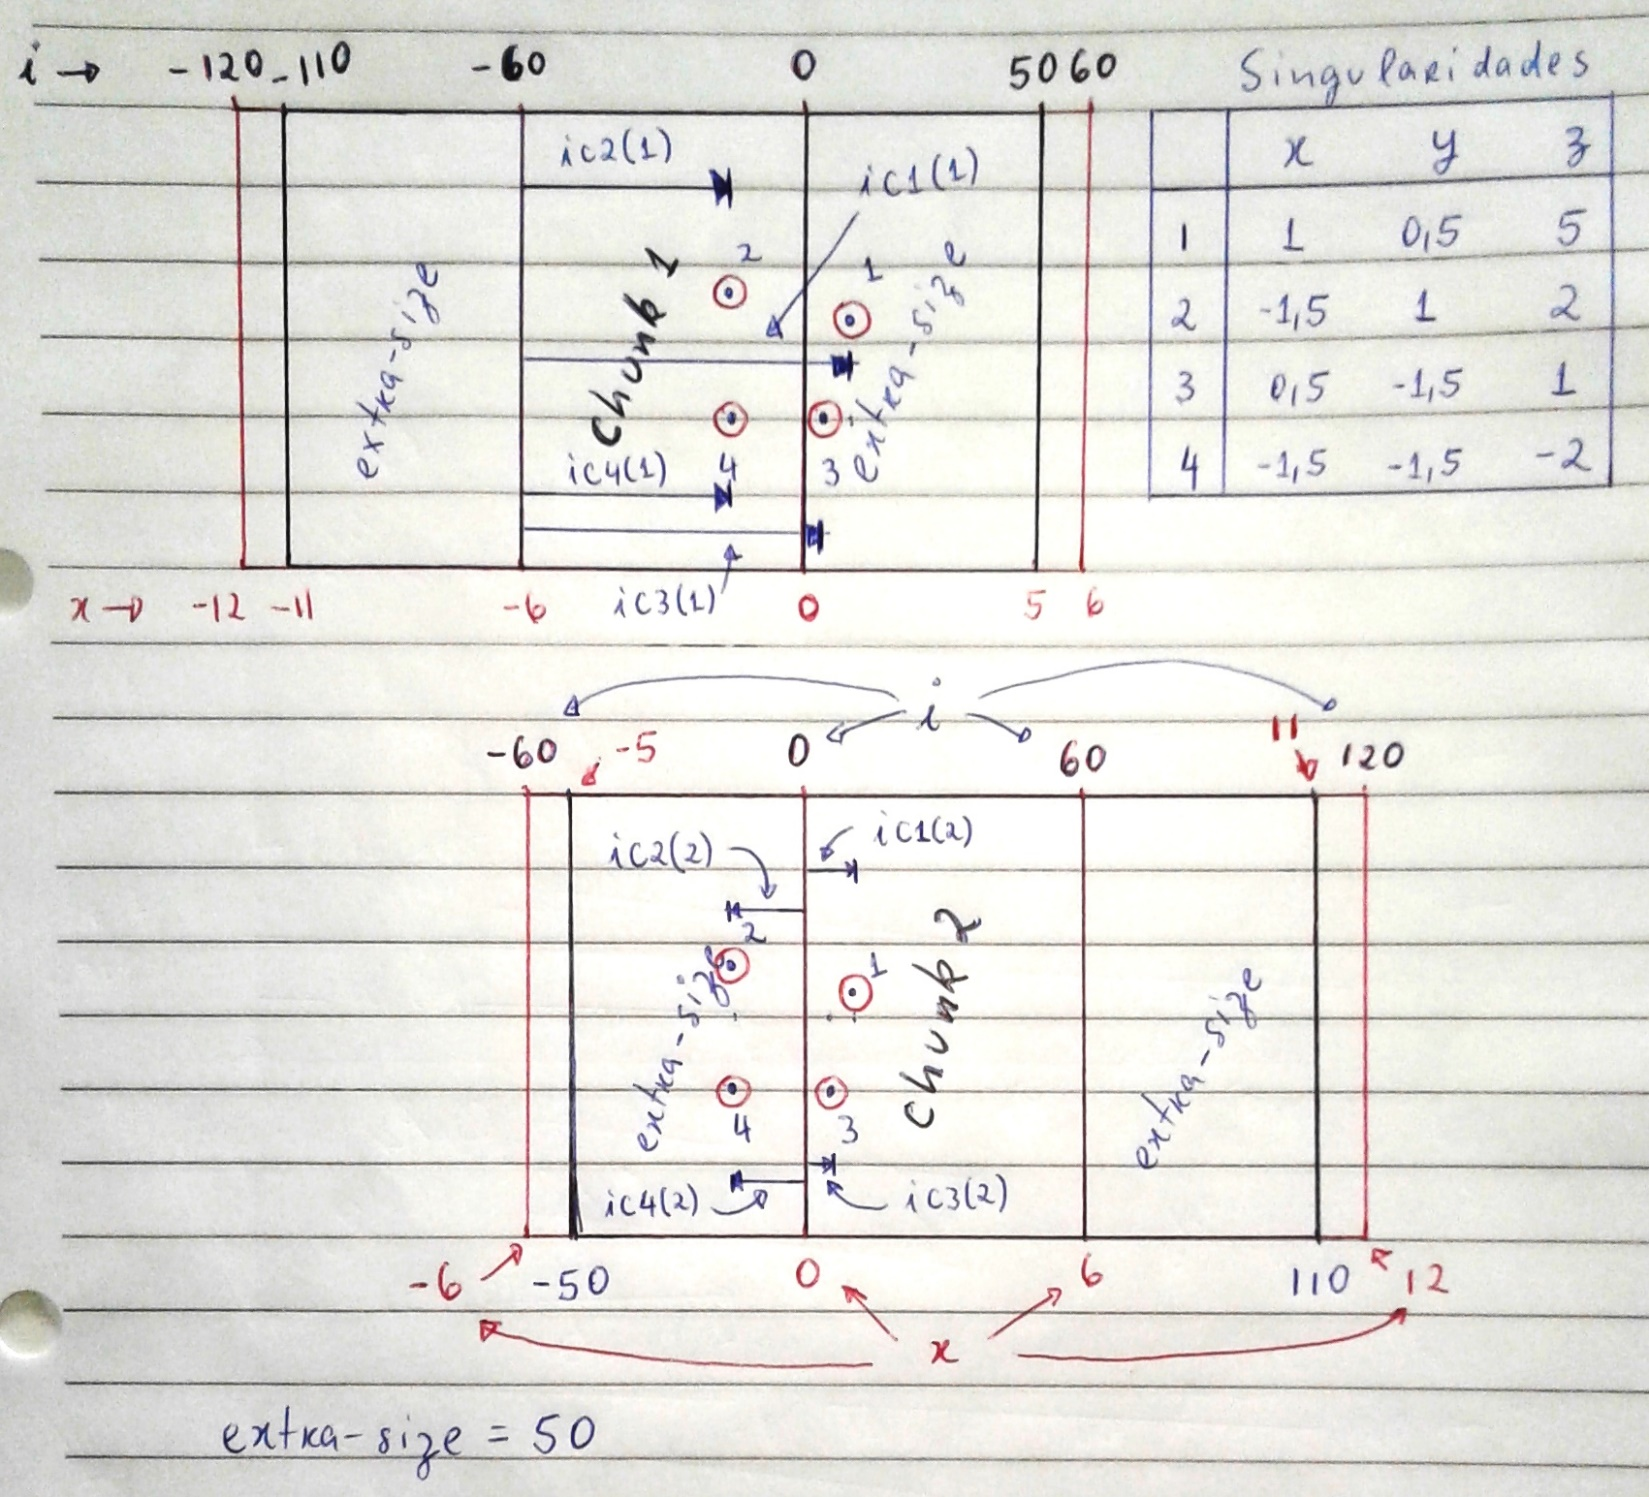 i → -120 -110 -60 0 50 60 Singularidades
ic2(1)
ic1(1)
x y z
1 1 0,5 5
2 -1,5 1 2
3 0,5 -1,5 1
4 -1,5 -1,5 -2
2
1
extra-size
Chunk 1
extra-size
4
3
ic4(1)
ic3(1)
x → -12 -11 -6 0 5 6
i
-60 -5 0 60 11 120
ic2(2)
ic1(2)
2
1
extra-size
Chunk 2
extra-size
4
3
ic4(2)
ic3(2)
-6 -50 0 6 110 12
x
extra-size = 50